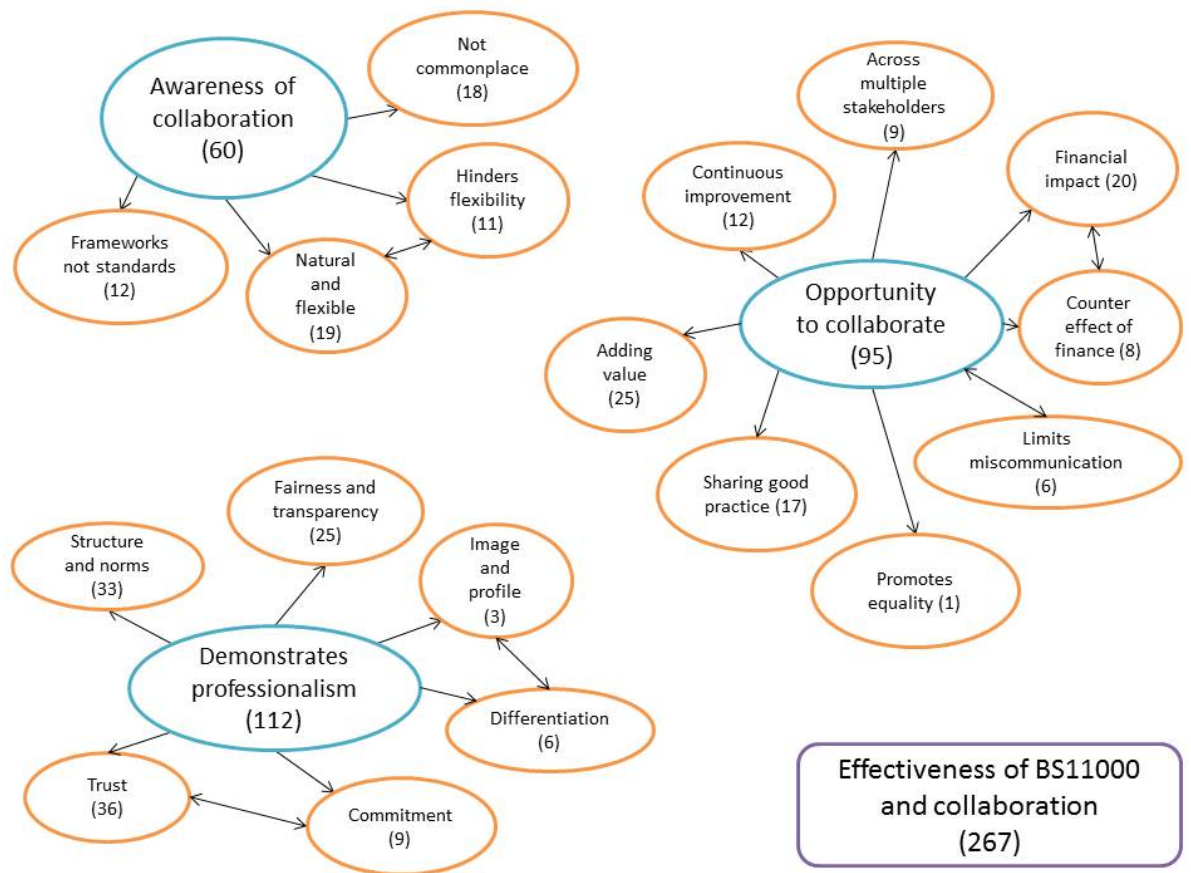 Awareness of
collaboration
(60)
Not
commonplace
(18)
Hinders
flexibility
(11)
Natural
and
flexible
(19)
Frameworks
not standards
(12)
Across
multiple
stakeholders
(9)
Continuous
improvement
(12)
Financial
impact (20)
Opportunity
to collaborate
(95)
Counter
effect of
finance (8)
Adding
value
(25)
Limits
miscommunication
(6)
Sharing good
practice (17)
Promotes
equality (1)
Fairness and
transparency
(25)
Structure
and norms
(33)
Image
and
profile
(3)
Demonstrates
professionalism
(112)
Differentiation
(6)
Trust
(36)
Commitment
(9)
Effectiveness of BS11000
and collaboration
(267)